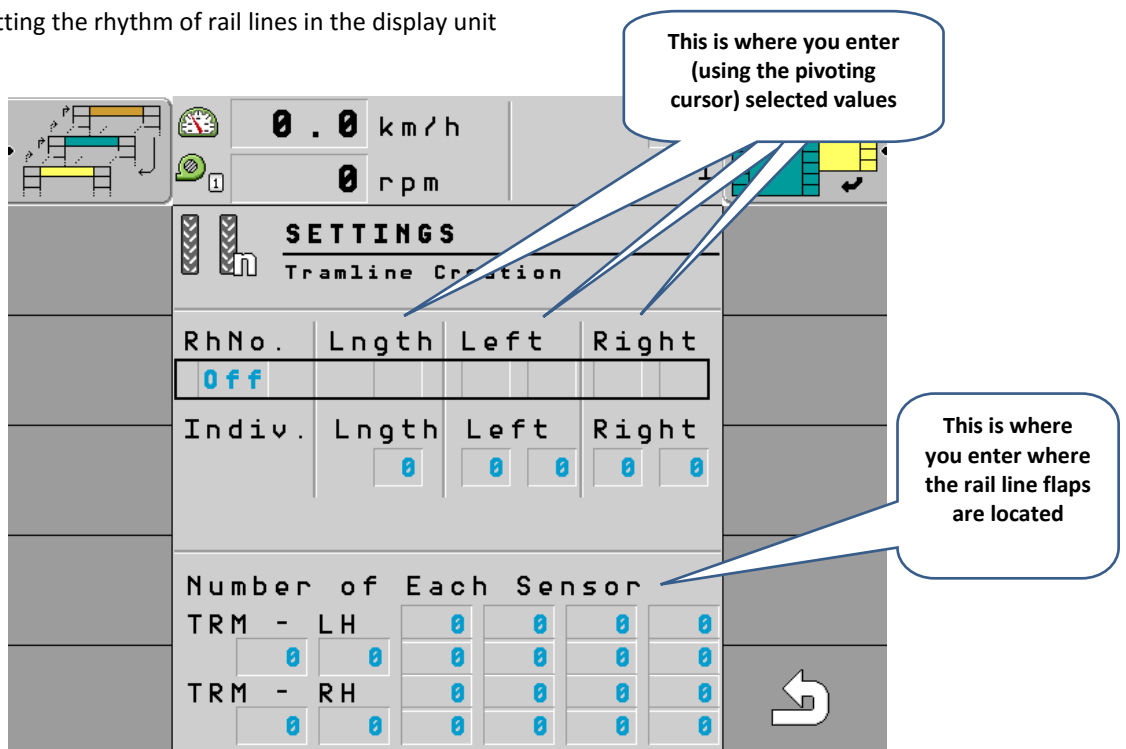 tting the rhythm of rail lines in the display unit
This is where you enter
(using the pivoting
cursor) selected values
0.0 km/h
1
0 rpm
SETTINGS
n
Tramline Creation
RhNo. Lngth Left Right
Off
Indiv. Lngth Left Right
0 0 0 0 0
This is where
you enter where
the rail line flaps
are located
Number of Each Sensor
TRM - LH 0 0 0 0
0 0 0 0 0 0
TRM - RH 0 0 0 0
0 0 0 0 0 0